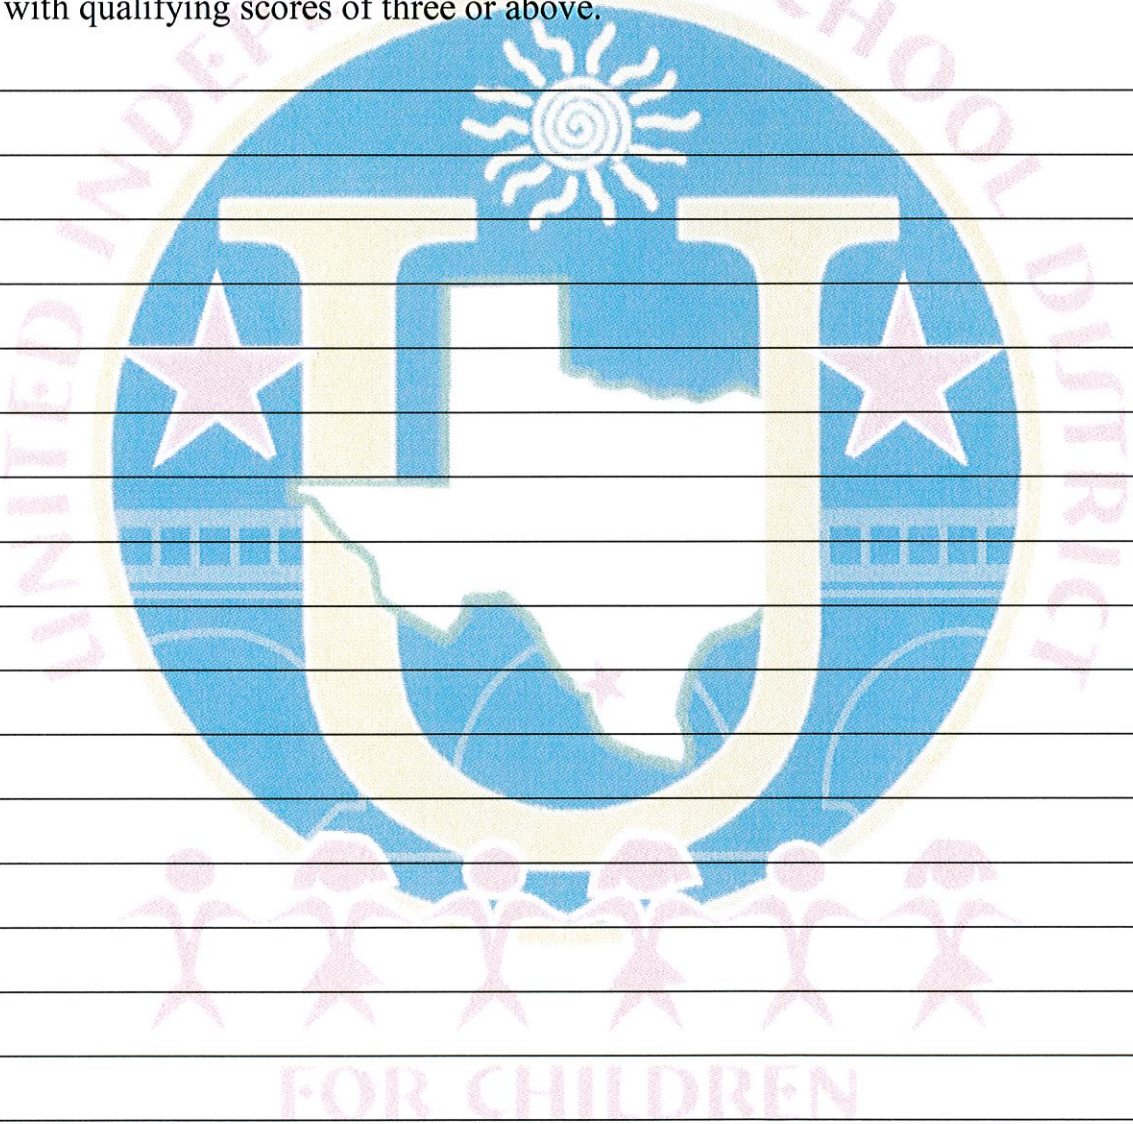 with qualifying scores of three or above.
UNITED INDEPENDENT SCHOOL DISTRICT
U
FOR CHILDREN